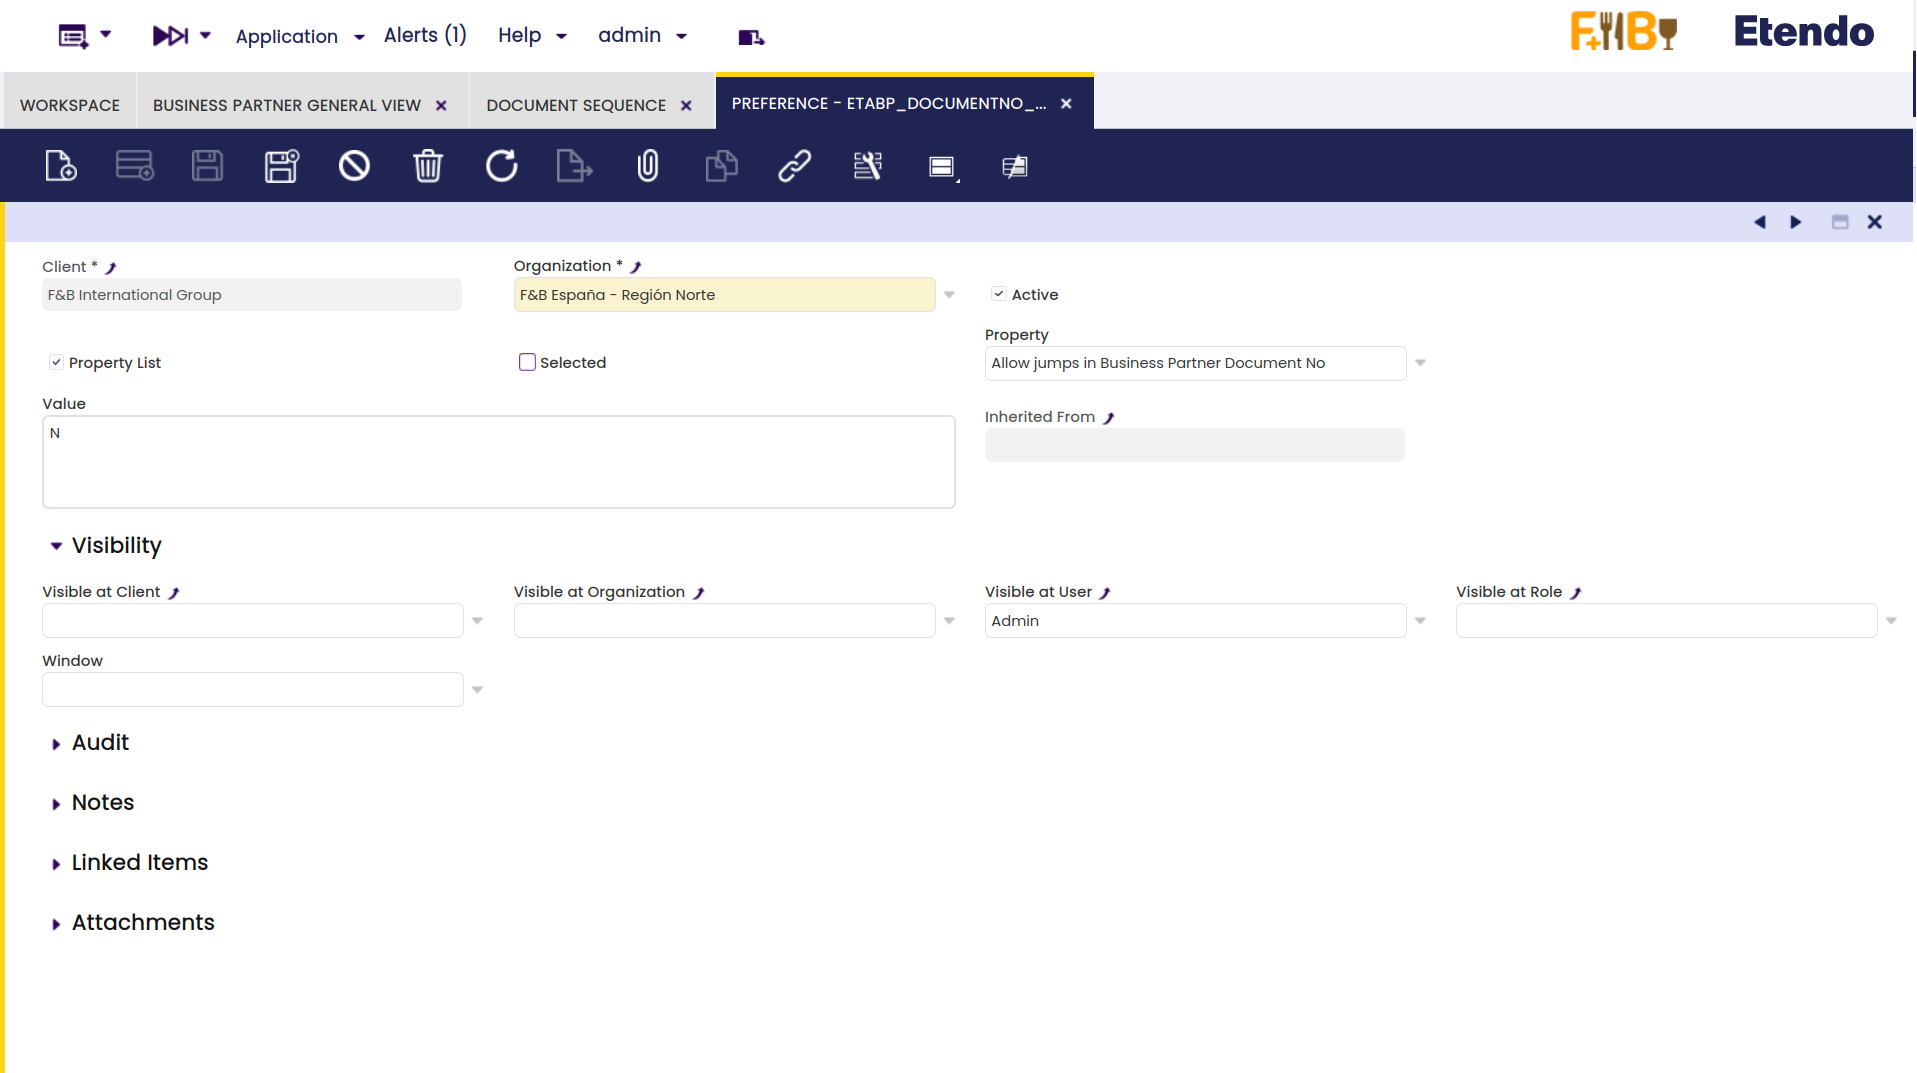 Application
Alerts (1)
Help
admin
F+B
Etendo
WORKSPACE
BUSINESS PARTNER GENERAL VIEW
DOCUMENT SEQUENCE
PREFERENCE - ETABP_DOCUMENTNO_...
Client *
Organization *
F&B International Group
F&B España - Región Norte
Active
Property
Property List
Selected
Allow jumps in Business Partner Document No
Value
N
Inherited From
Visibility
Visible at Client
Visible at Organization
Visible at User
Visible at Role
Admin
Window
Audit
Notes
Linked Items
Attachments